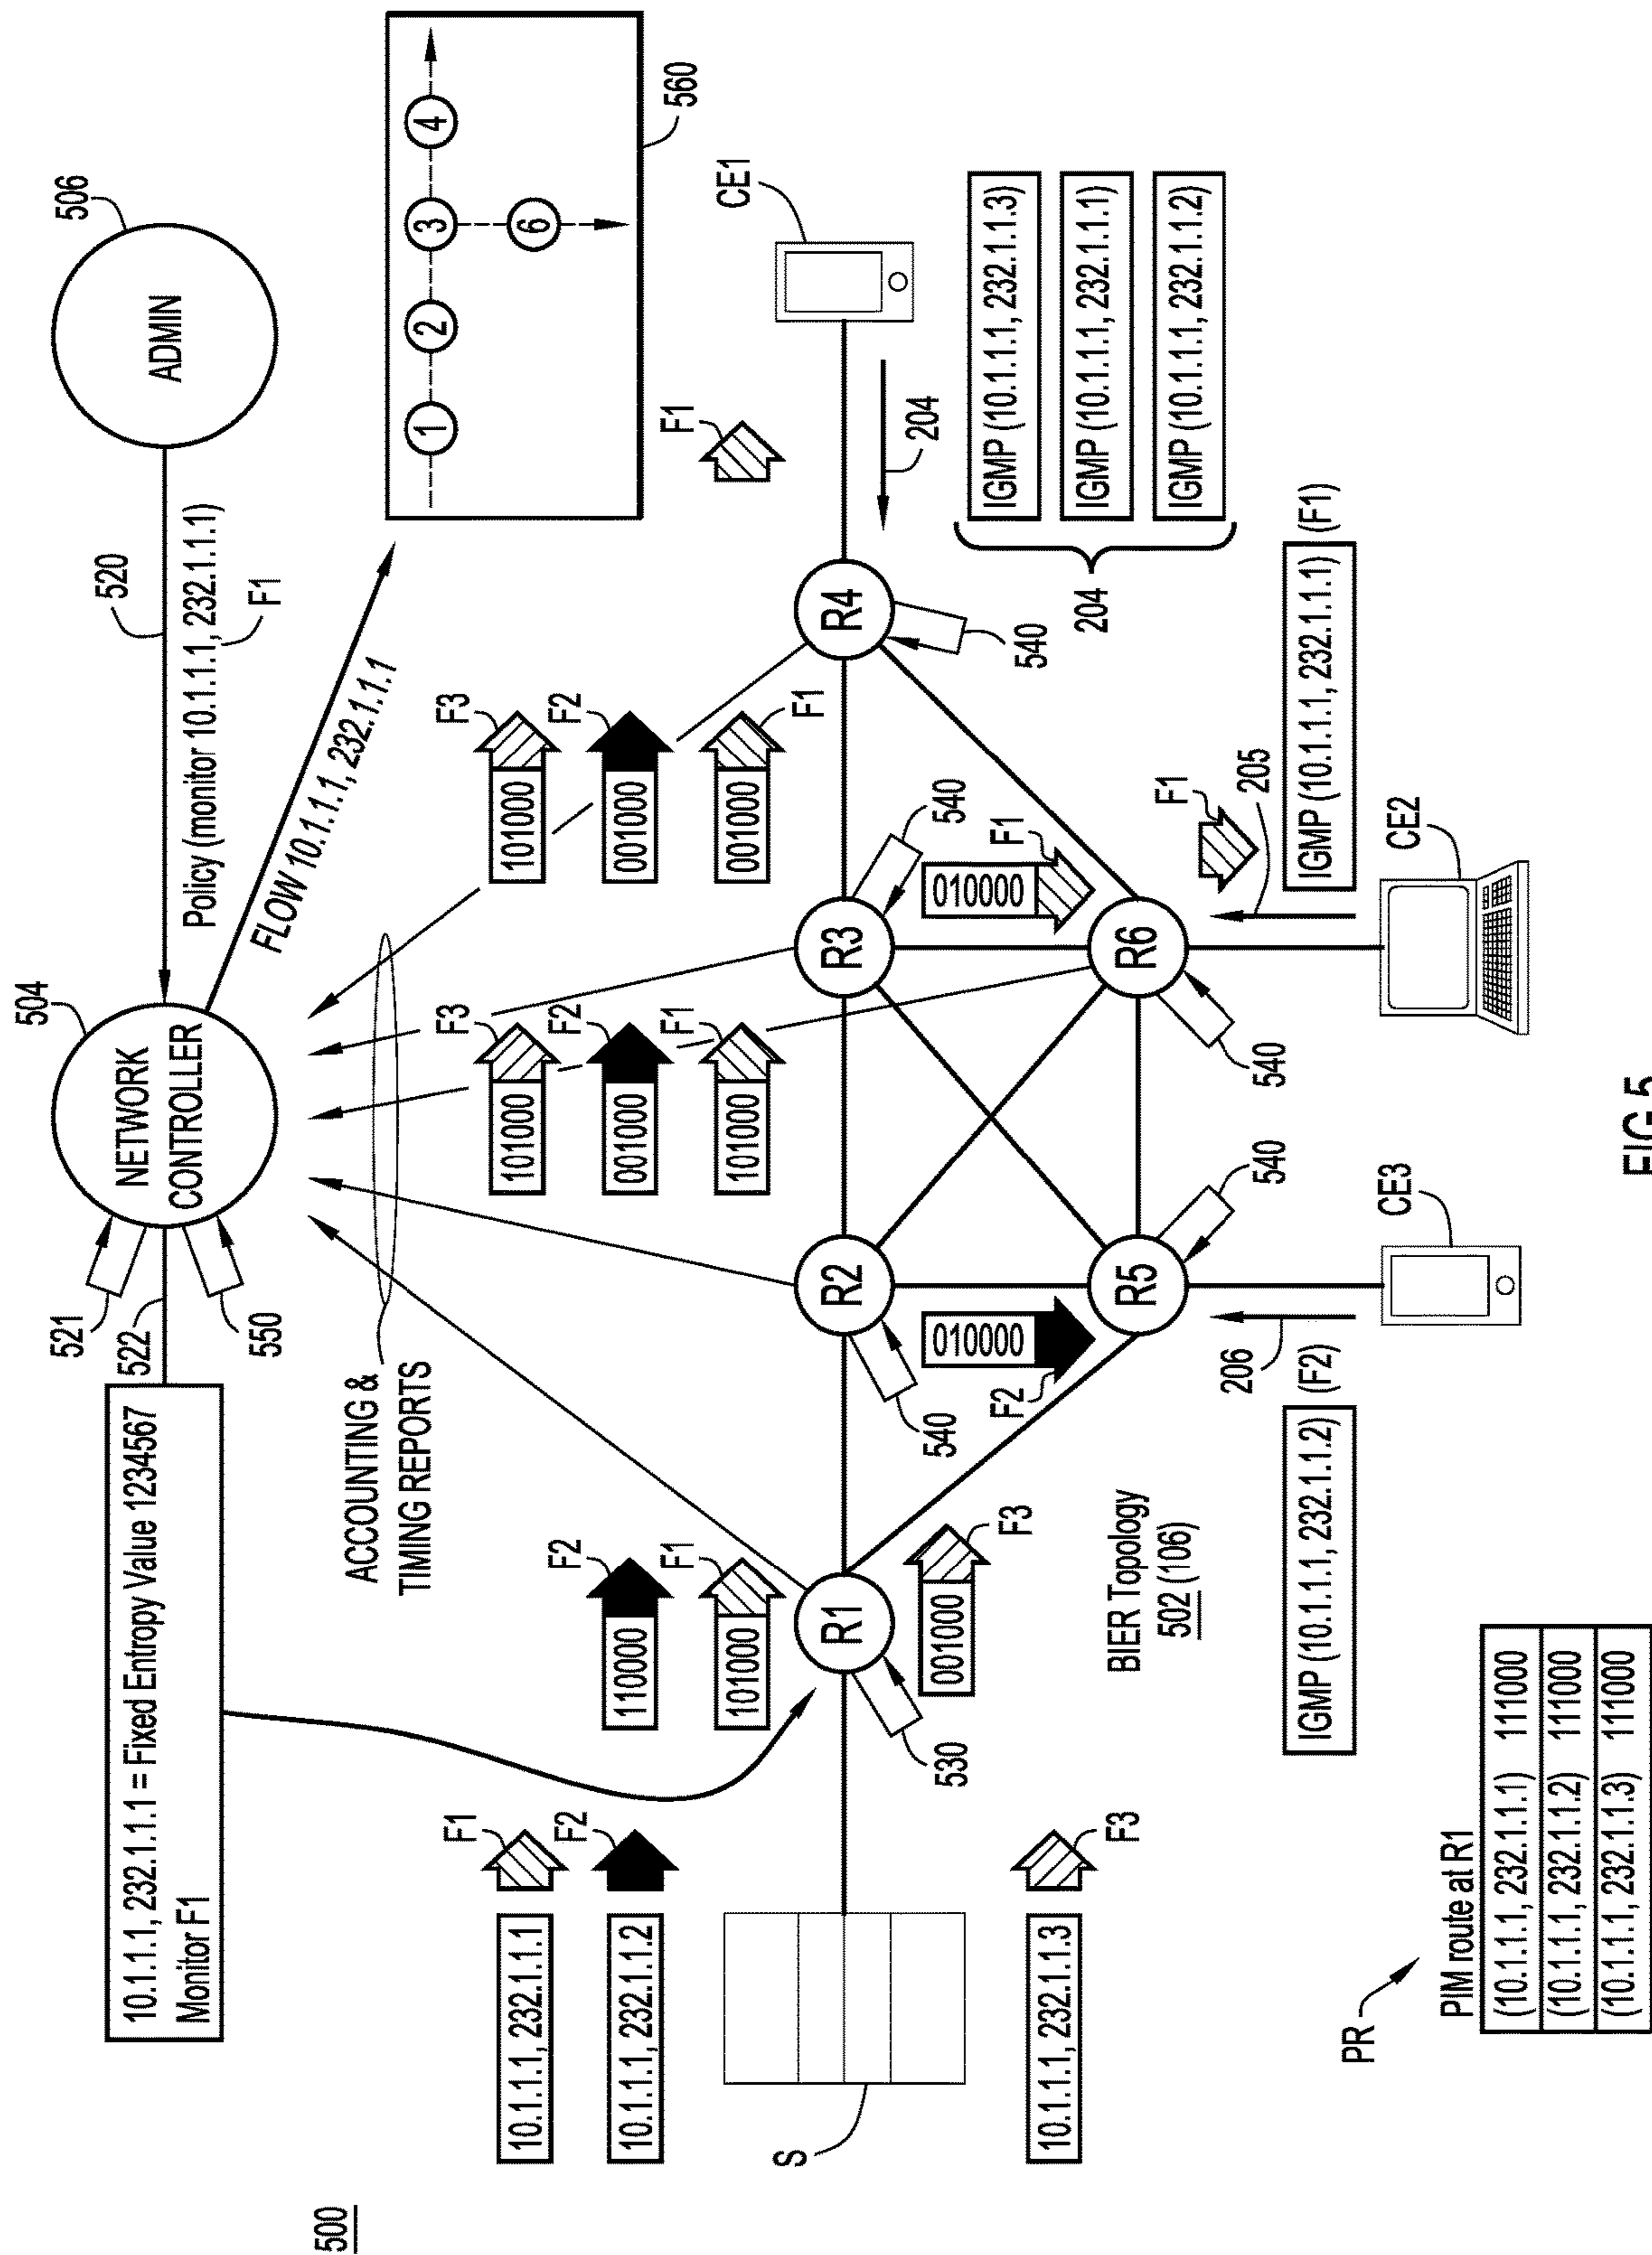 500
10.1.1.1, 232.1.1.1 = Fixed Entropy Value 1234567
Monitor F1
521
522
550
NETWORK
CONTROLLER
504
520
Policy (monitor 10.1.1.1, 232.1.1.1)
F1
ADMIN
506
FLOW 10.1.1.1, 232.1.1.1
1
2
3
4
6
560
ACCOUNTING &
TIMING REPORTS
10.1.1.1, 232.1.1.1
F1
10.1.1.1, 232.1.1.2
F2
10.1.1.1, 232.1.1.3
F3
S
110000
F2
101000
F1
001000
F3
R1
530
101000
F3
001000
F2
101000
F1
101000
F3
001000
F2
001000
F1
F1
R2
540
R3
540
R4
540
010000
F2
010000
F1
R5
540
R6
540
CE1
204
IGMP (10.1.1.1, 232.1.1.3)
IGMP (10.1.1.1, 232.1.1.1)
IGMP (10.1.1.1, 232.1.1.2)
204
BIER Topology
502 (106)
IGMP (10.1.1.1, 232.1.1.2) (F2)
206
CE3
F1
205
IGMP (10.1.1.1, 232.1.1.1) (F1)
CE2
PR
PIM route at R1
(10.1.1.1, 232.1.1.1) 111000
(10.1.1.1, 232.1.1.2) 111000
(10.1.1.1, 232.1.1.3) 111000
FIG.5